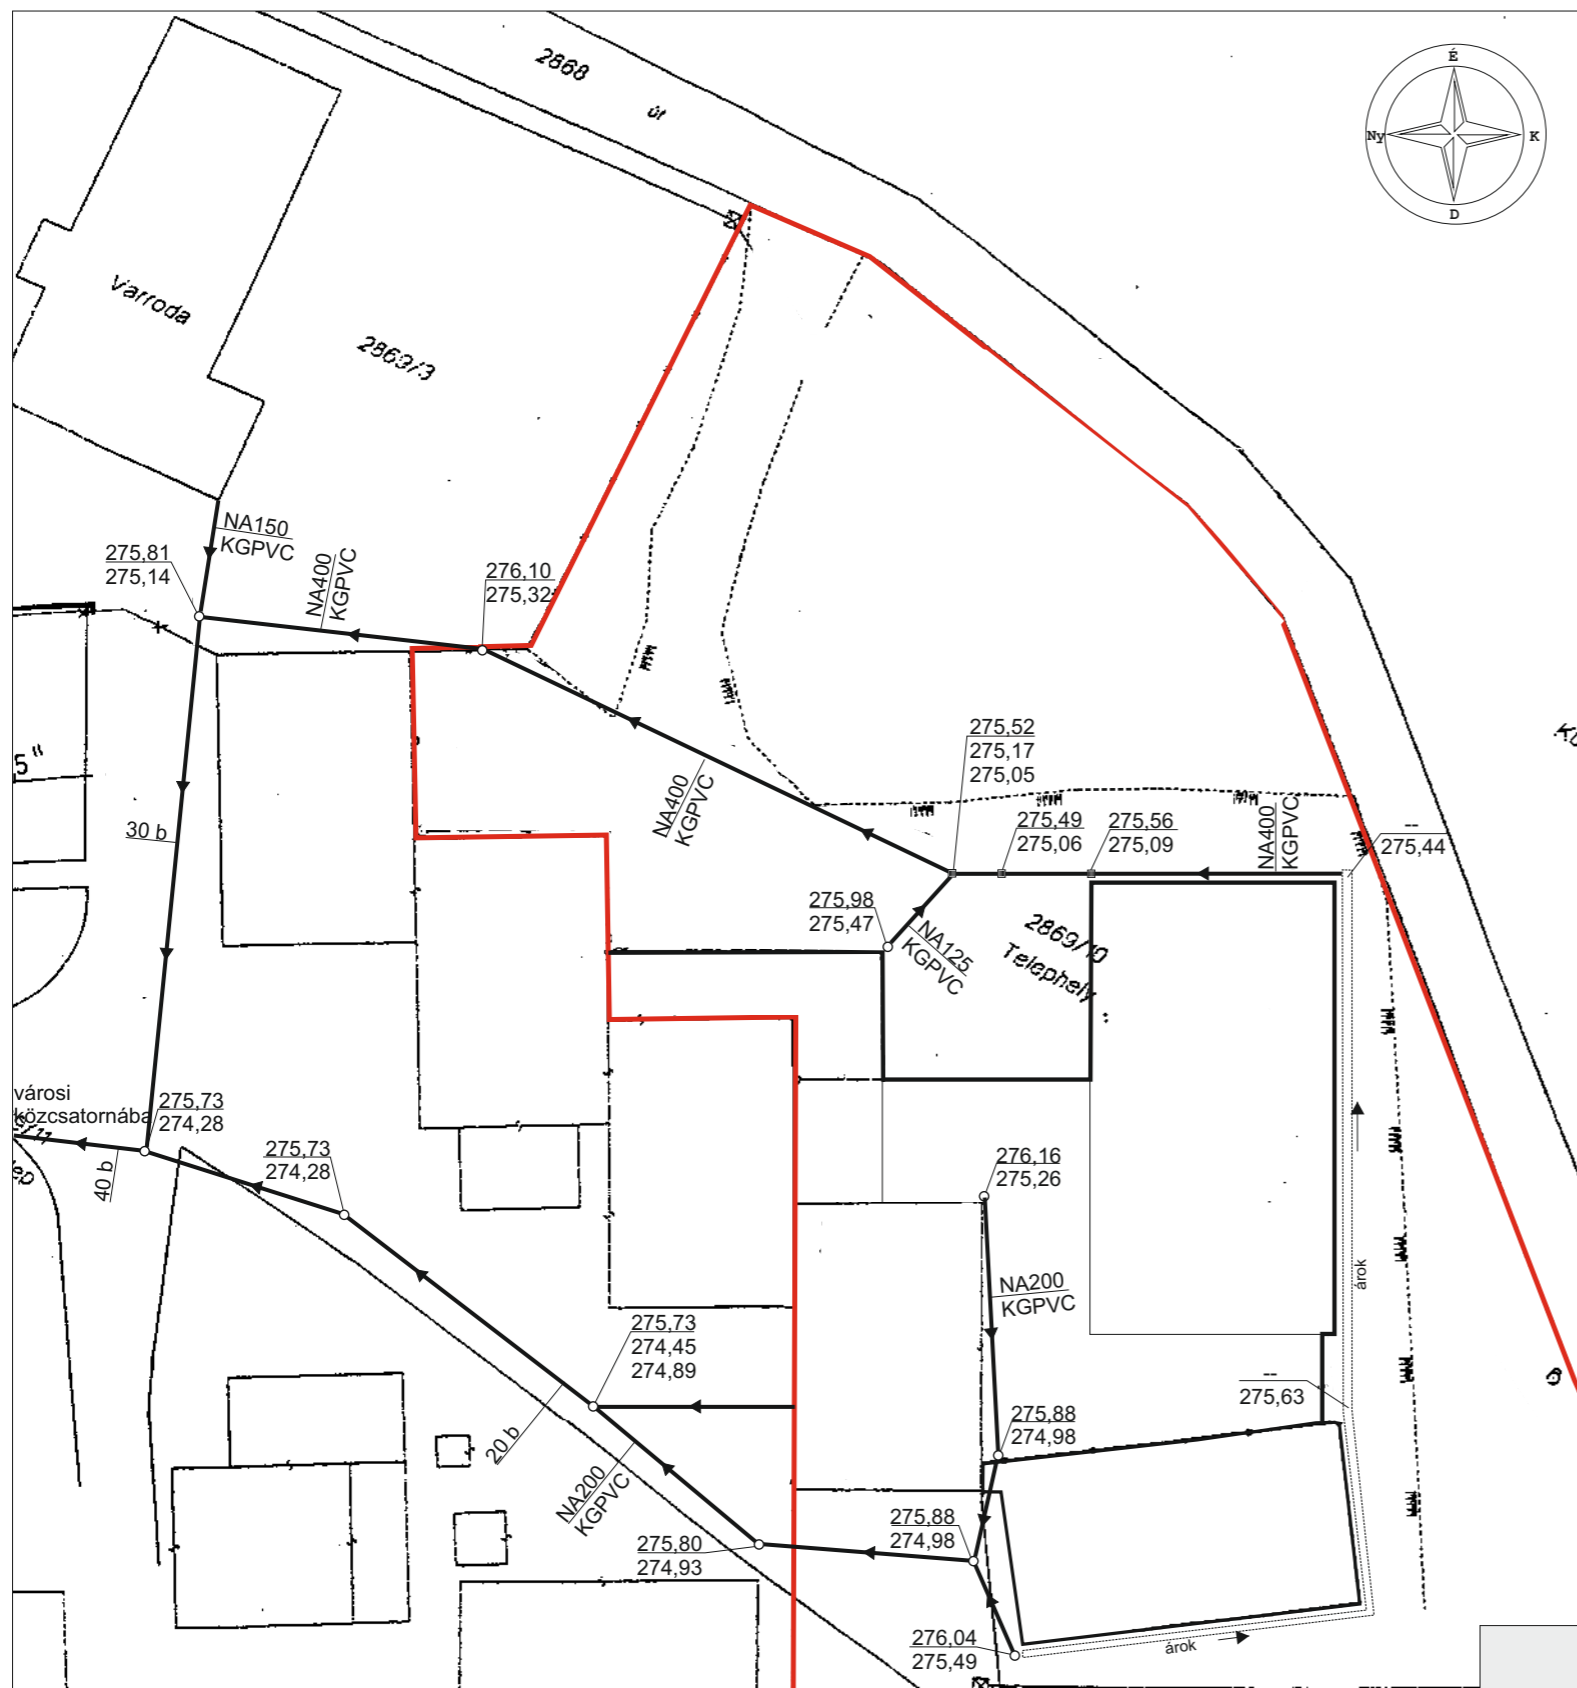 2868
út
É
Ny
K
D
Varroda
2869/3
NA150
KGPVC
275,81
275,14
NA400
KGPVC
276,10
275,32
5"
275,52
275,17
275,05
NA400
KGPVC
275,49
275,06
275,56
275,09
NA400
KGPVC
--
275,44
30 b
275,98
275,47
NA125
KGPVC
2869/10
Telephely
városi
közcsatornába
275,73
274,28
40 b
275,73
274,28
276,16
275,26
NA200
KGPVC
árok
275,73
274,45
274,89
--
275,63
20 b
275,88
274,98
NA200
KGPVC
275,80
274,93
275,88
274,98
276,04
275,49
árok